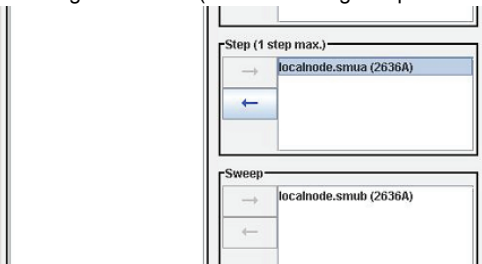 Step (1 step max.)
localnode.smua (2636A)
Sweep
localnode.smub (2636A)